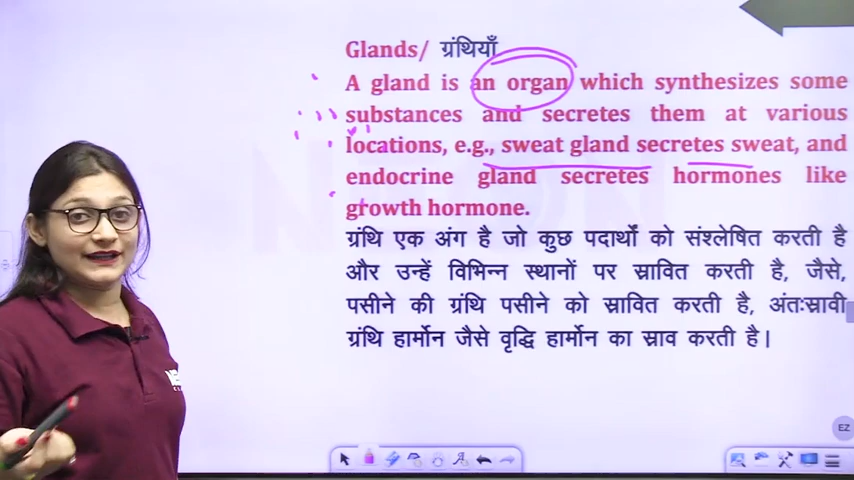 Glands/ ग्रंथियाँ
A gland is an organ which synthesizes some
substances and secretes them at various
locations, e.g., sweat gland secretes sweat, and
endocrine gland secretes hormones like
growth hormone.
ग्रंथि एक अंग है जो कुछ पदार्थों को संश्लेषित करती है
और उन्हें विभिन्न स्थानों पर स्रावित करती है, जैसे,
पसीने की ग्रंथि पसीने को स्रावित करती है, अंतःस्रावी
ग्रंथि हार्मोन जैसे वृद्धि हार्मोन का स्राव करती है।
EZ